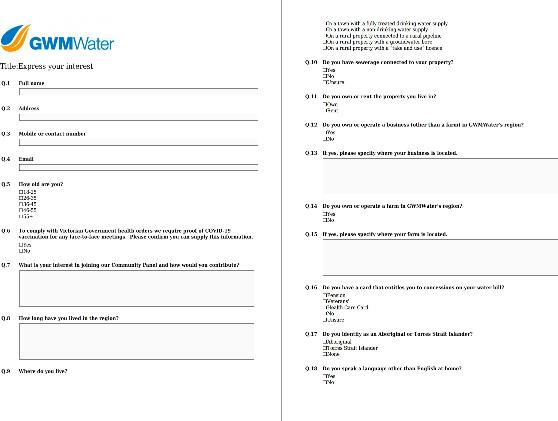 GWMWater
Title:Express your interest
Q.1 Full name
Q.2 Address
Q.3 Mobile or contact number
Q.4 Email
Q.5 How old are you?
☐18-25
☐26-35
☐36-45
☐46-55
☐55+
Q.6 To comply with Victorian Government health orders we require proof of COVID-19
vaccination for any face-to-face meetings. Please confirm you can supply this information.
☐Yes
☐No
Q.7 What is your interest in joining our Community Panel and how would you contribute?
Q.8 How long have you lived in the region?
Q.9 Where do you live?
On a town with a fully treated drinking water supply
On a town with a non drinking water supply
On a rural property connected to a rural pipeline
On a rural property with a groundwater bore
On a rural property with a "take and use" licence
Q.10 Do you have sewerage connected to your property?
☐Yes
☐No
☐Unsure
Q.11 Do you own or rent the property you live in?
☐Own
Rent
Q.12 Do you own or operate a business (other than a farm) in GWMWater's region?
Yes
☐No
Q.13 If yes, please specify where your business is located.
Q.14 Do you own or operate a farm in GWMWater's region?
☐Yes
☐No
Q.15 If yes, please specify where your farm is located.
Q.16 Do you have a card that entitles you to concessions on your water bill?
☐Pension
☐Veterans'
Health Care Card
No
☐Unsure
Q.17 Do you identify as an Aboriginal or Torres Strait Islander?
☐Aboriginal
☐Torres Strait Islander
☐None
Q.18 Do you speak a language other than English at home?
☐Yes
☐No